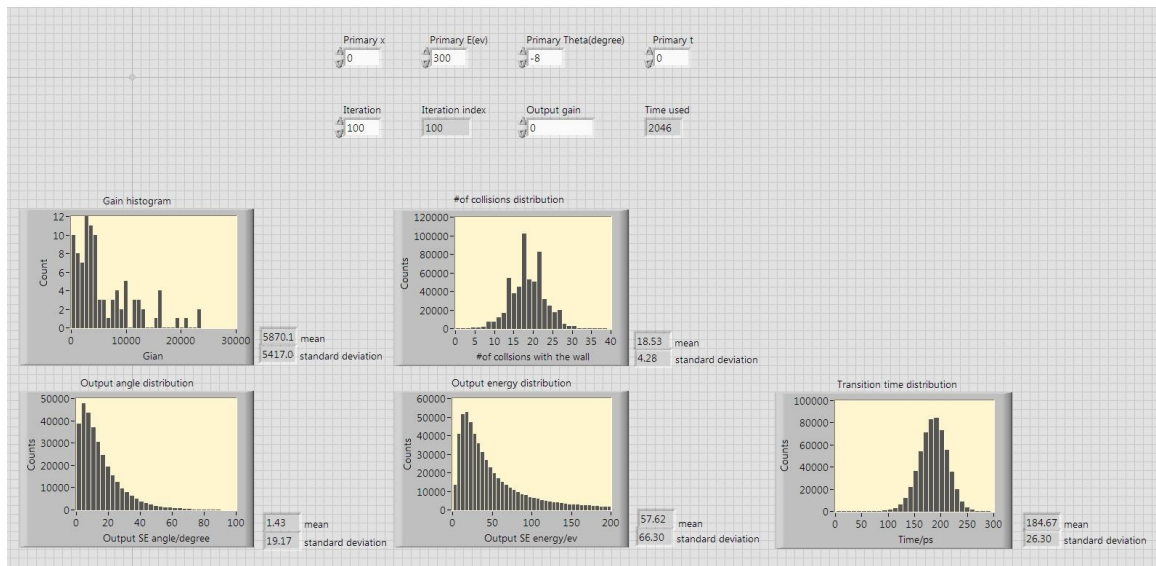 Primary x Primary E(ev) Primary Theta(degree) Primary t
0 300 -8 0
Iteration Iteration index Output gain Time used
100 100 0 2046
Gain histogram
12
10
8
6
4
2
0
Count
0 10000 20000 30000
Gian
5870.1 mean
5417.0 standard deviation
#of collisions distribution
120000
100000
80000
60000
40000
20000
0
Counts
0 5 10 15 20 25 30 35 40
#of collsions with the wall
18.53 mean
4.28 standard deviation
Output angle distribution
50000
40000
30000
20000
10000
0
Counts
0 20 40 60 80 100
Output SE angle/degree
1.43 mean
19.17 standard deviation
Output energy distribution
60000
50000
40000
30000
20000
10000
0
Counts
0 50 100 150 200
Output SE energy/ev
57.62 mean
66.30 standard deviation
Transition time distribution
100000
80000
60000
40000
20000
0
Counts
0 50 100 150 200 250 300
Time/ps
184.67 mean
26.30 standard deviation